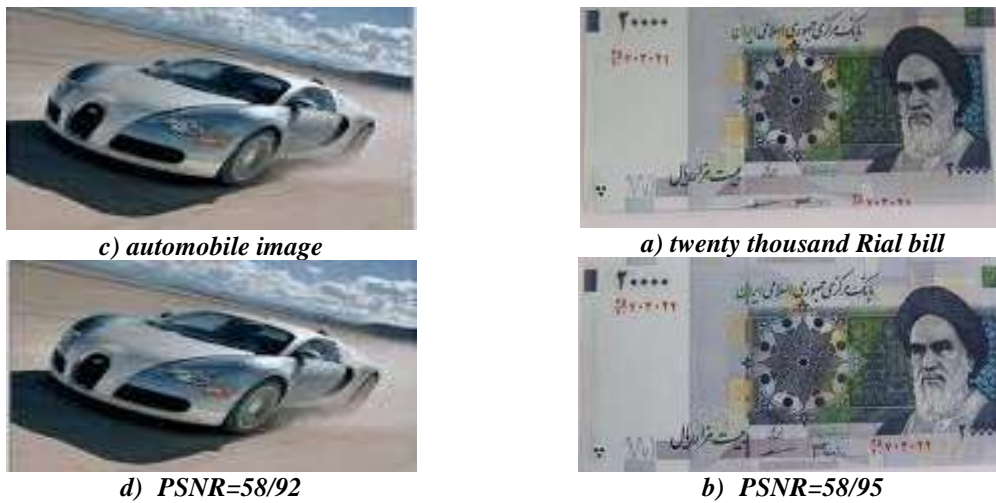 ۲۰۰۰۰
بانک مرکزی جمهوری اسلامی ایران
بیست هزار ریال
۲۰۰۰۰
c) automobile image
a) twenty thousand Rial bill
۲۰۰۰۰
بانک مرکزی جمهوری اسلامی ایران
بیست هزار ریال
d) PSNR=58/92
b) PSNR=58/95